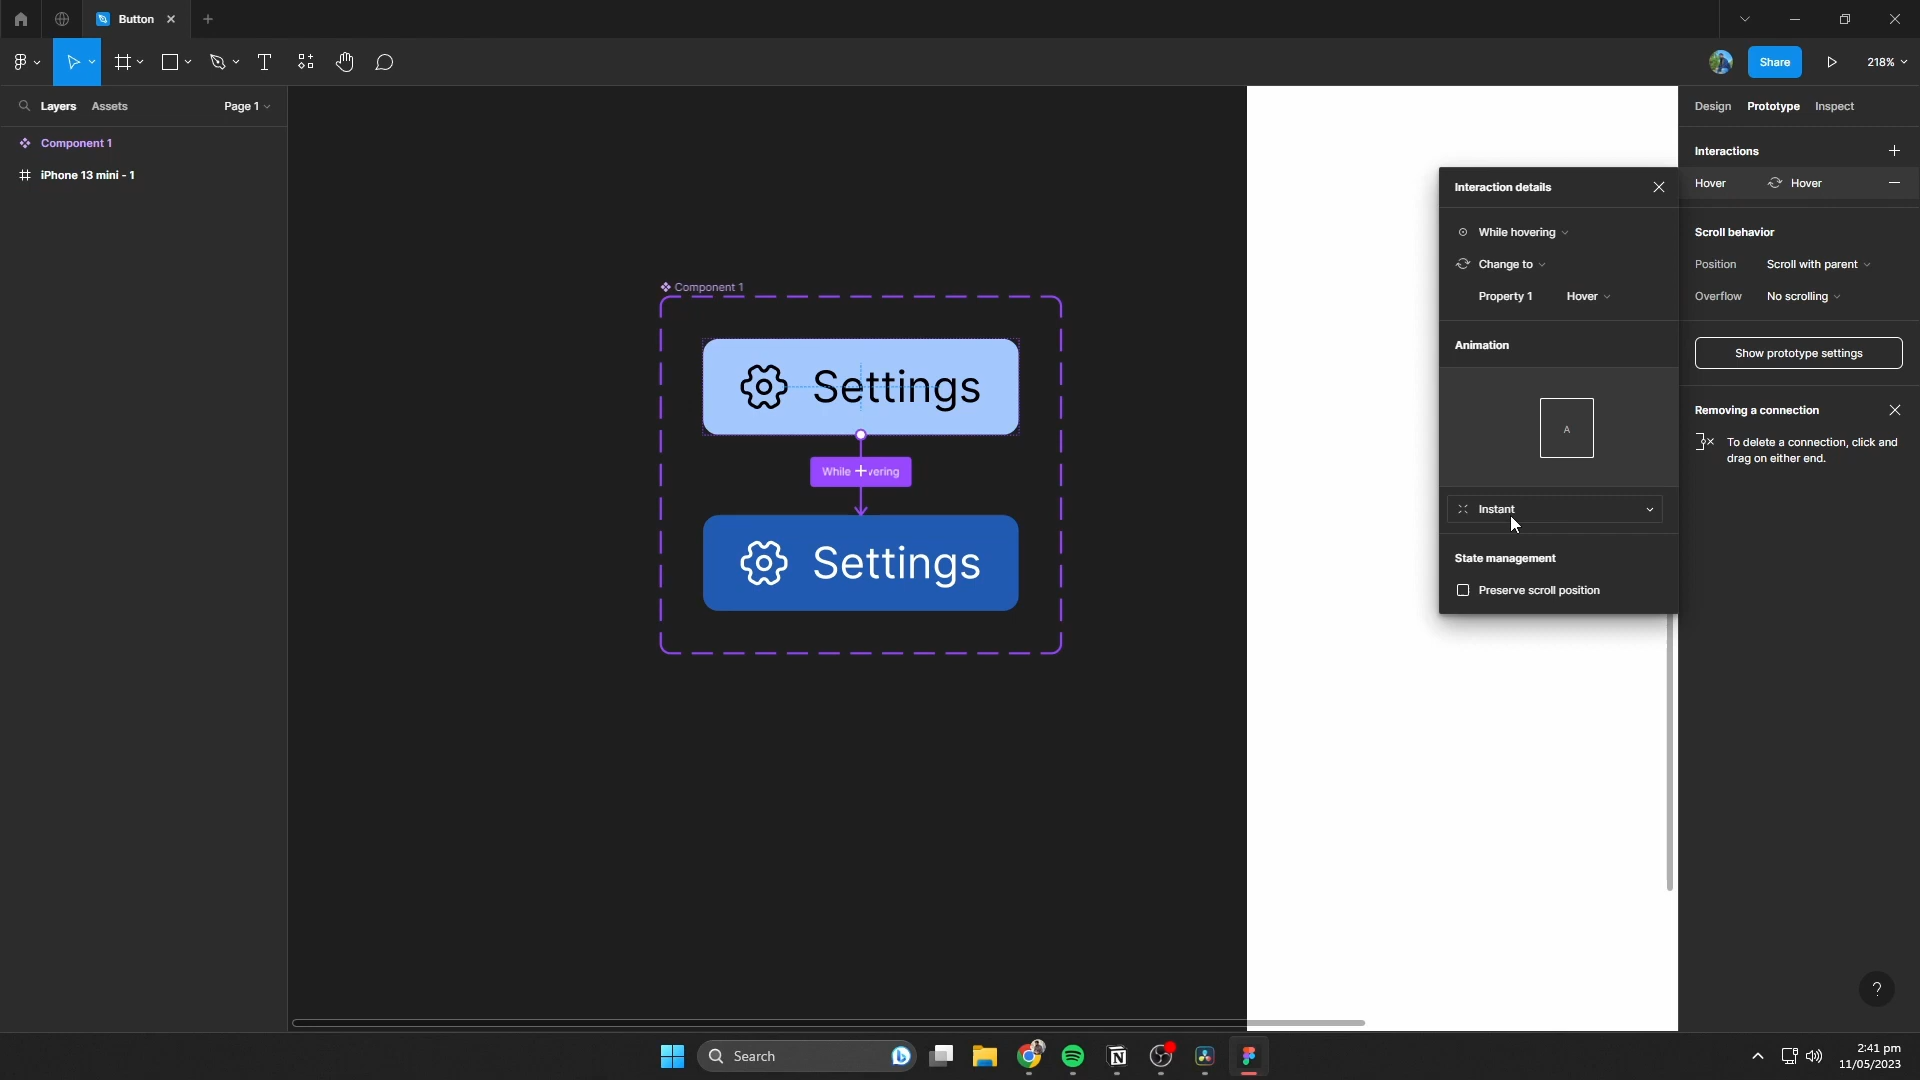 Button
Share
218%
Layers
Assets
Page 1
Design
Prototype
Inspect
Component 1
iPhone 13 mini - 1
Interactions
Hover
Hover
Scroll behavior
Position
Scroll with parent
Overflow
No scrolling
Show prototype settings
Removing a connection
To delete a connection, click and
drag on either end.
Interaction details
While hovering
Change to
Property 1
Hover
Animation
A
Instant
State management
Preserve scroll position
Component 1
Settings
While vering
Settings
?
Search
2:41 pm
11/05/2023